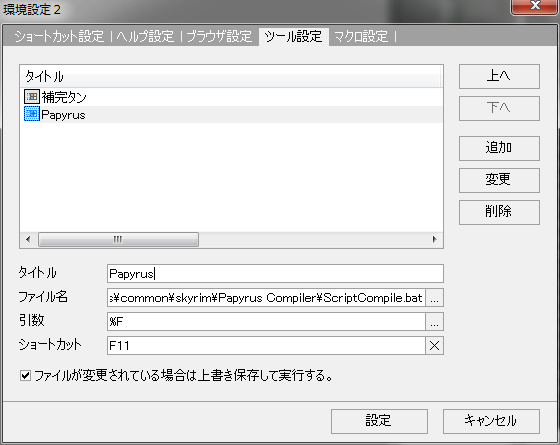 環境設定2
ショートカット設定 | ヘルプ設定 | ブラウザ設定 ツール設定 マクロ設定 |
タイトル
補完タン
Papyrus
上へ
下へ
追加
変更
削除
タイトル Papyrus
ファイル名 s¥common¥skyrim¥Papyrus Compiler¥ScriptCompile.bat ...
引数 %F ...
ショートカット F11
ファイルが変更されている場合は上書き保存して実行する。
設定 キャンセル